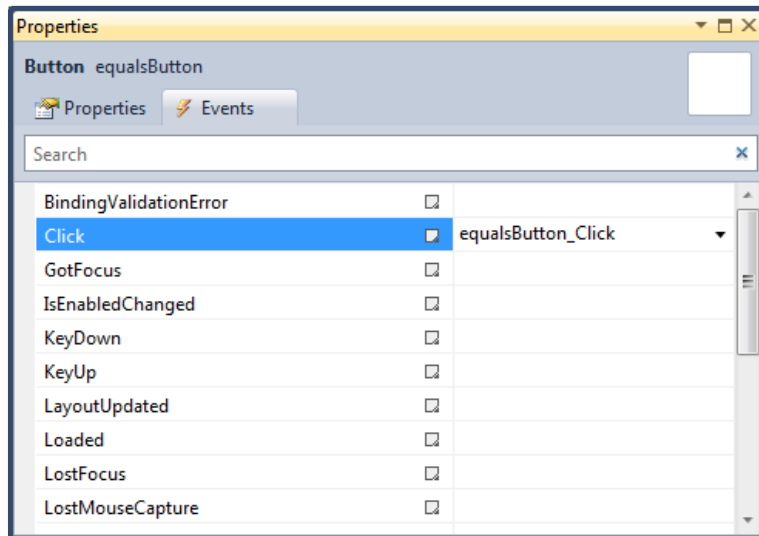 Properties
Button equalsButton
Properties Events
Search
BindingValidationError
Click equalsButton_Click
GotFocus
IsEnabledChanged
KeyDown
KeyUp
LayoutUpdated
Loaded
LostFocus
LostMouseCapture